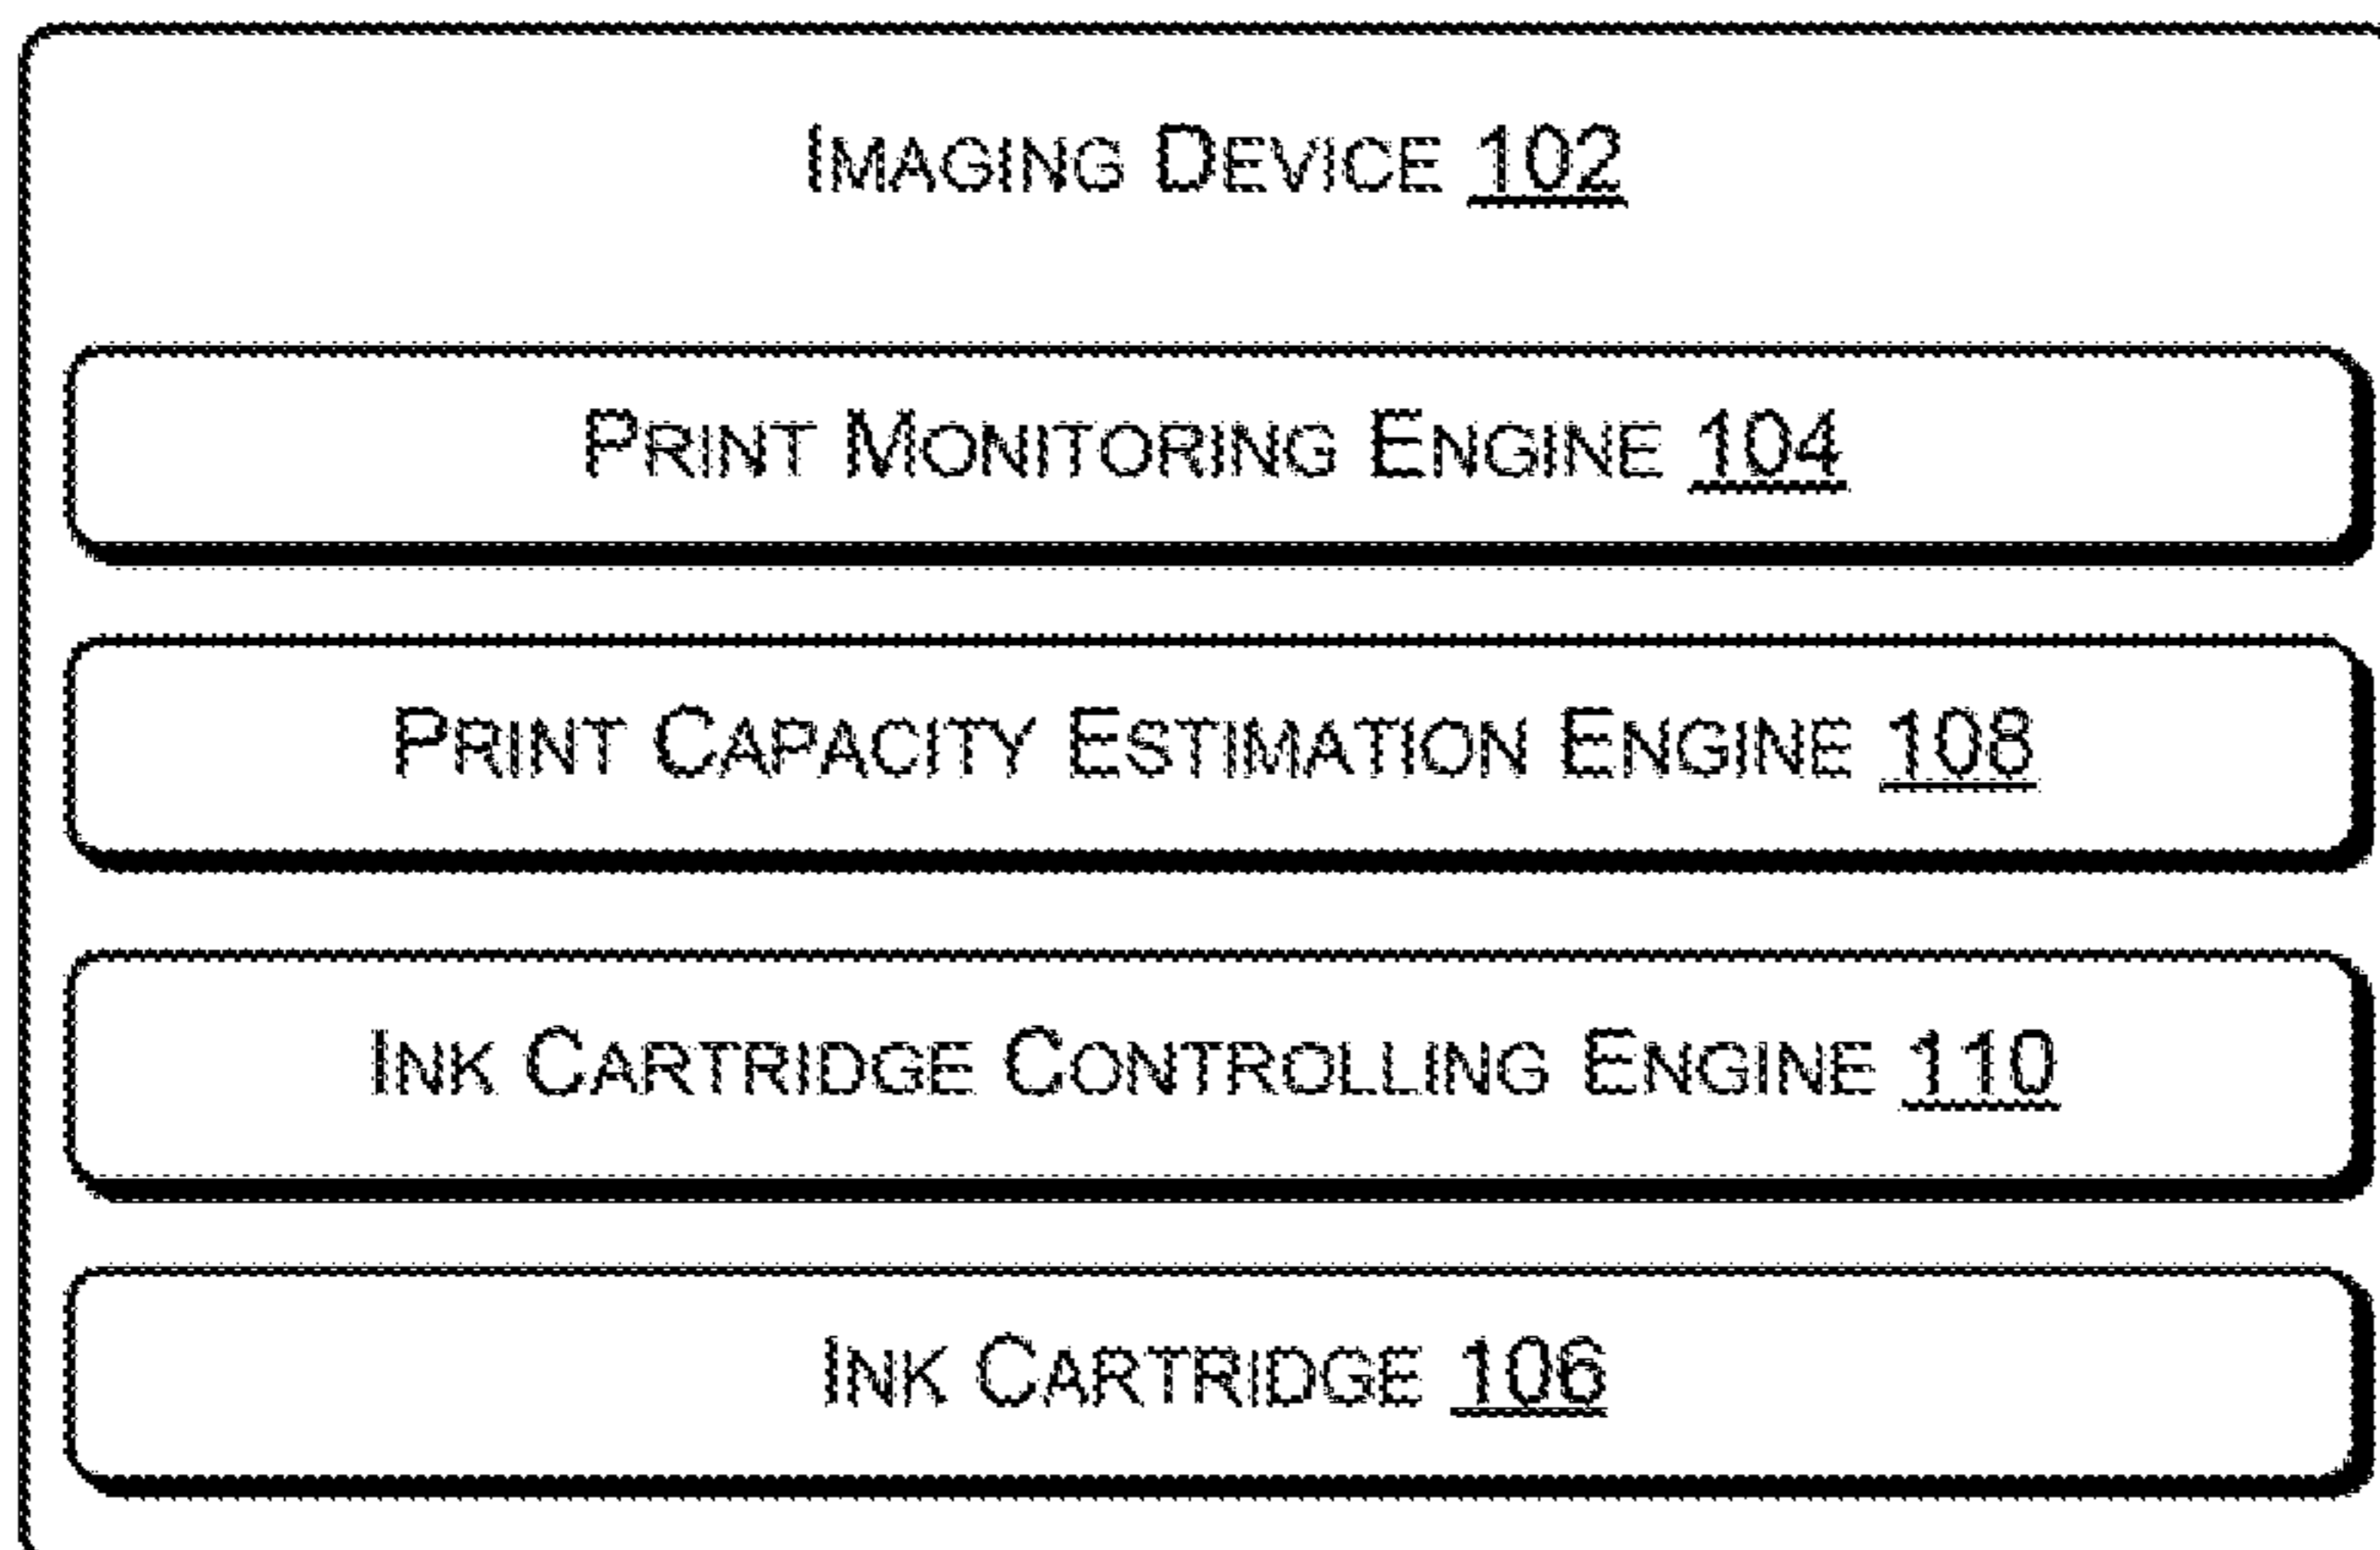 IMAGING DEVICE 102
PRINT MONITORING ENGINE 104
PRINT CAPACITY ESTIMATION ENGINE 108
INK CARTRIDGE CONTROLLING ENGINE 110
INK CARTRIDGE 106